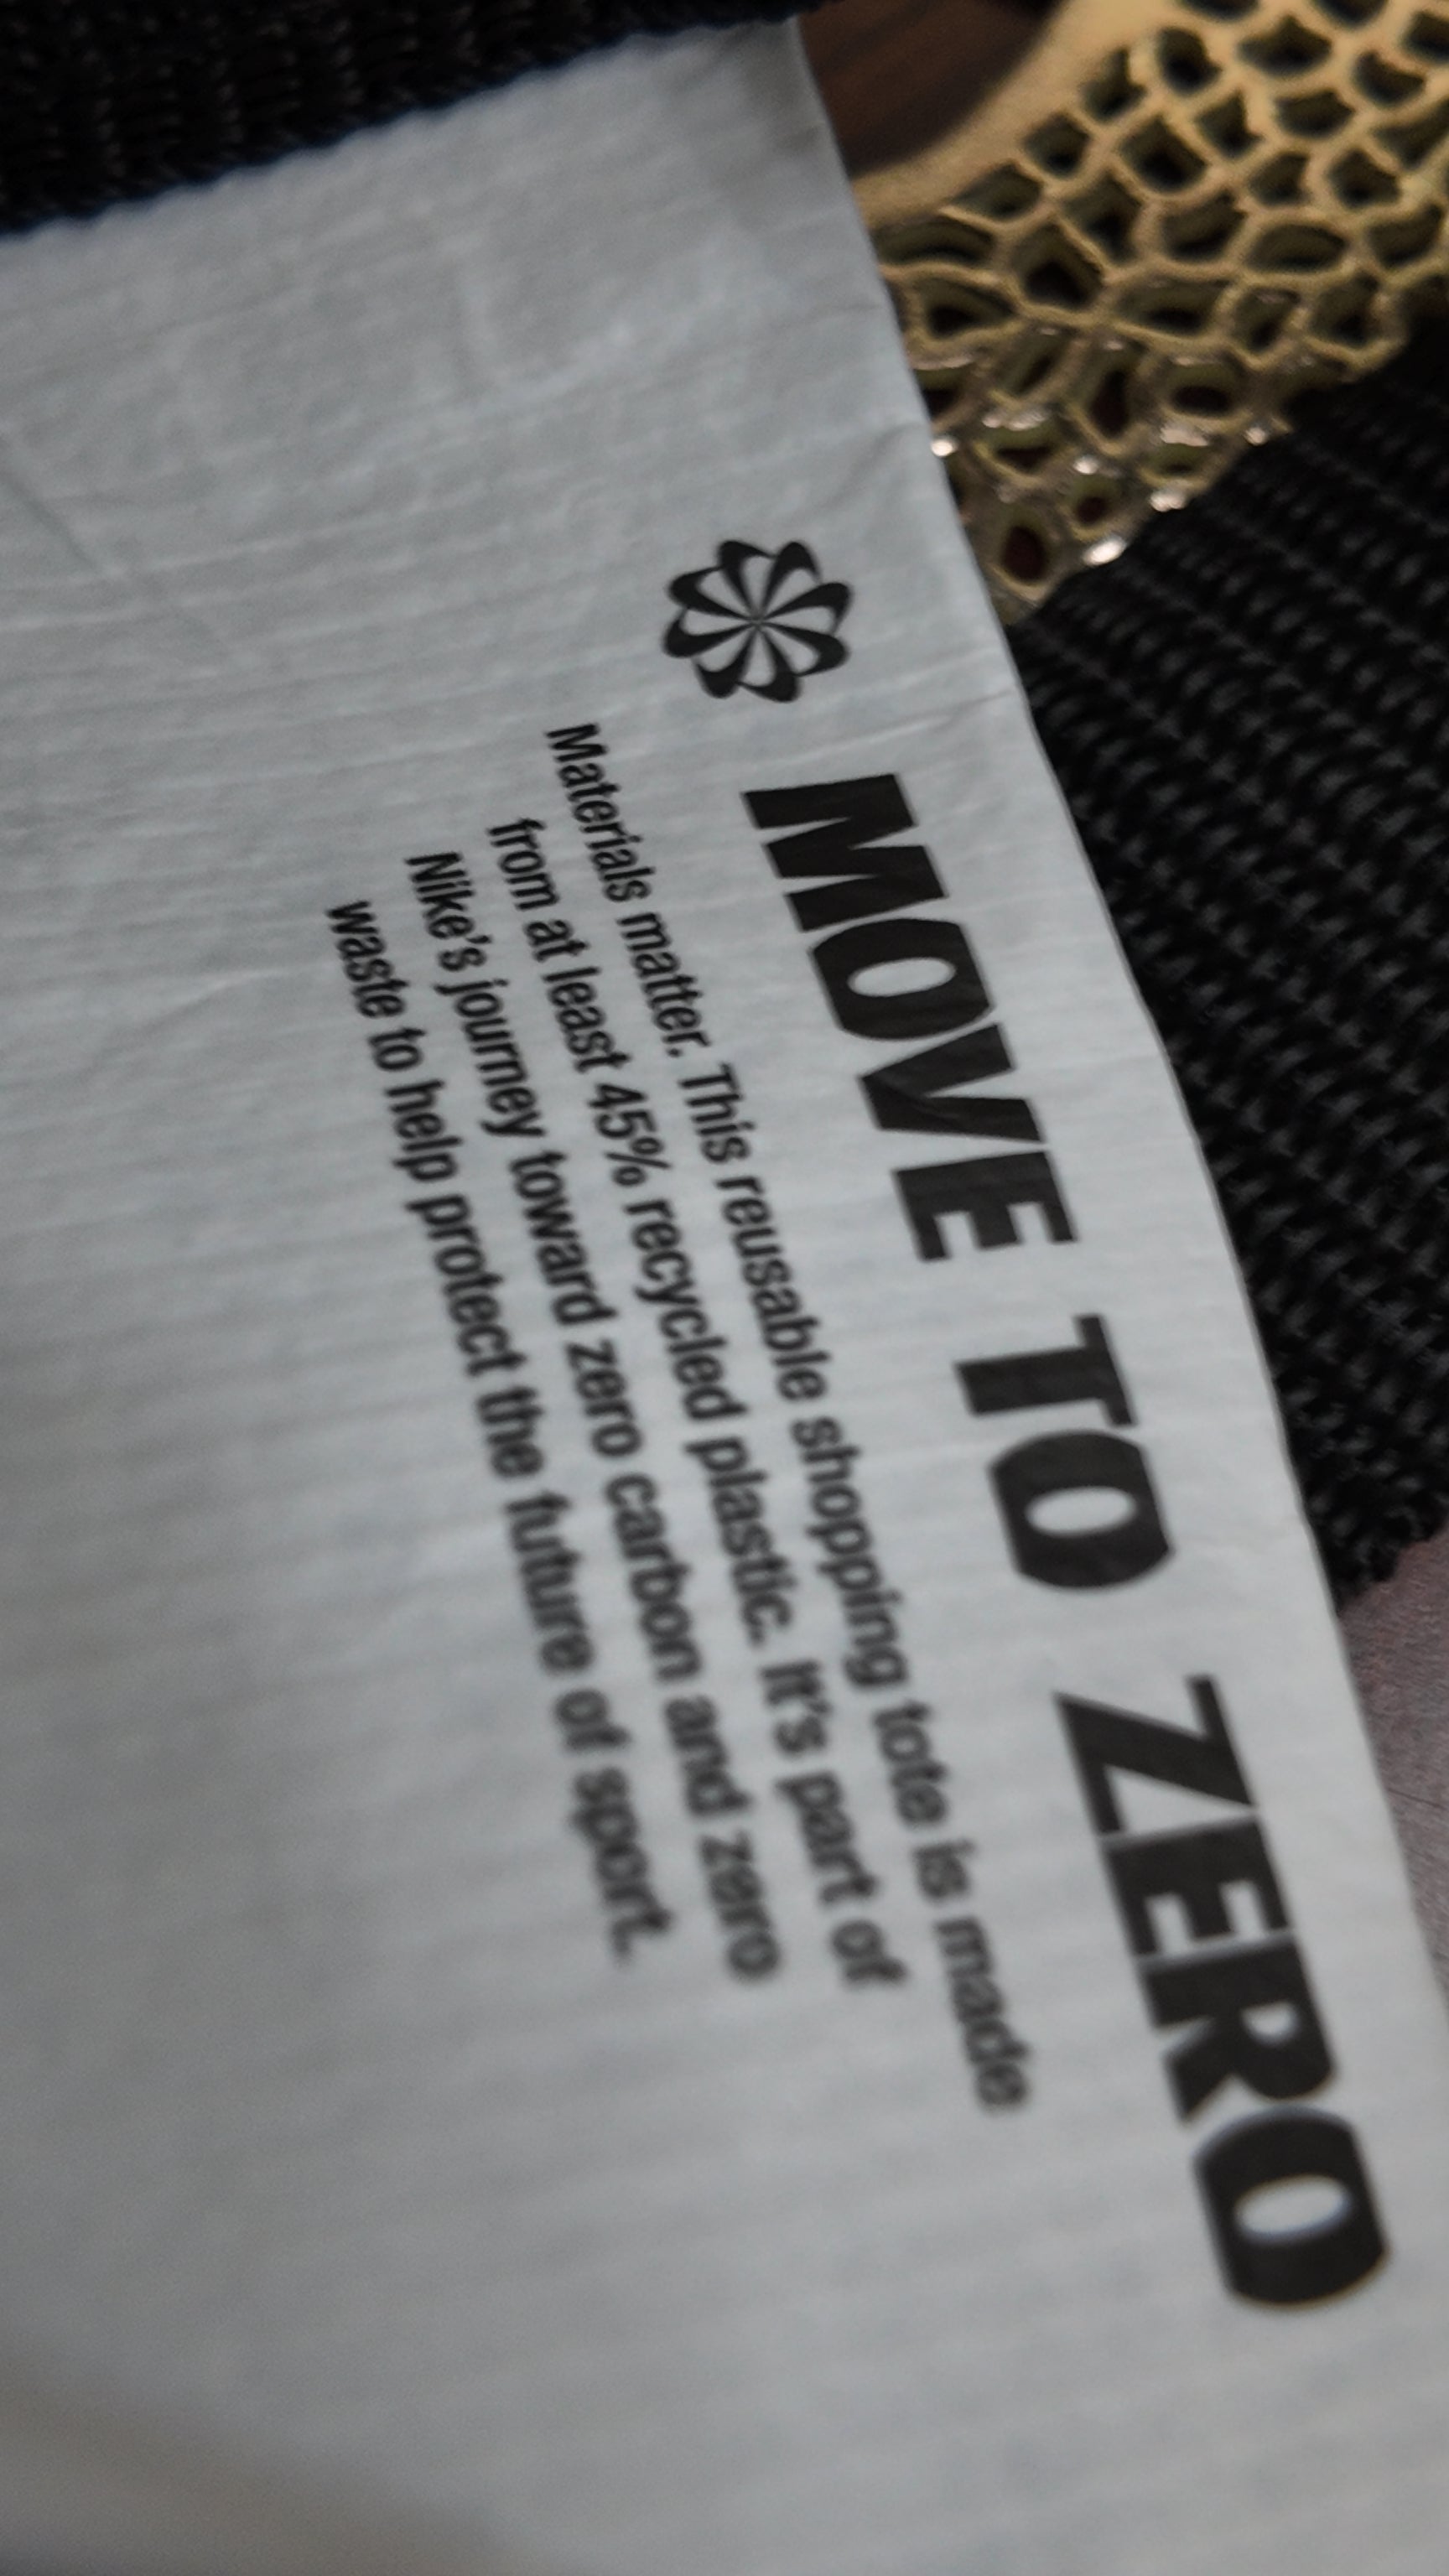 MOVE TO ZERO
Materials matter. This reusable shopping tote is made
from at least 45% recycled plastic. It's part of
Nike's journey toward zero carbon and zero
waste to help protect the future of sport.